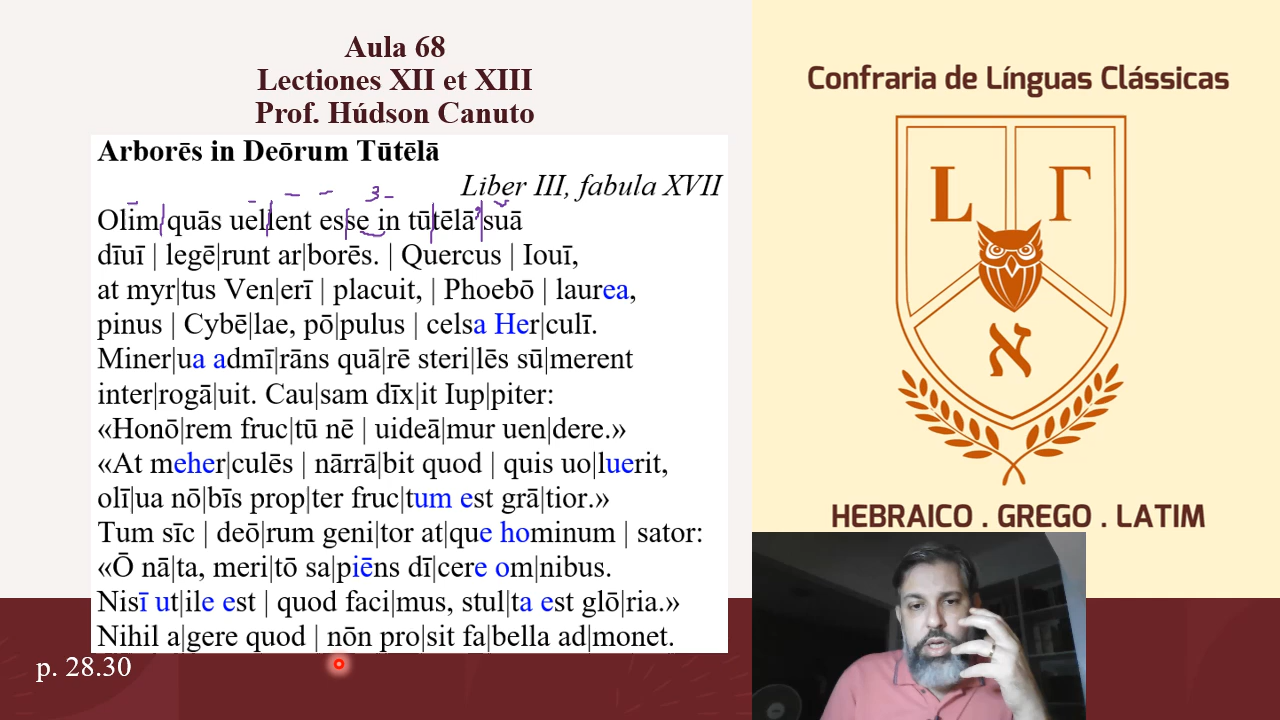 Aula 68
Lectiones XII et XIII
Prof. Húdson Canuto
Arborēs in Deōrum Tūtēlā
Liber III, fabula XVII
Olim quās uellent esse in tūtēlā suā
dīuī | legē|runt ar|borēs. | Quercus | Iouī,
at myr|tus Ven|erī | placuit, | Phoebō | laurea,
pinus | Cybē|lae, pō|pulus | celsa Her|culī.
Miner|ua admī|rāns quā|rē steri|lēs sū|merent
inter|rogā|uit. Cau|sam dīx|it Iup|piter:
«Honō|rem fruc|tū nē | uideā|mur uen|dere.»
«At meher|culēs | nārrā|bit quod | quis uo|luerit,
olī|ua nō|bīs prop|ter fruc|tum est grā|tior.»
Tum sīc | deō|rum geni|tor at|que hominum | sator:
«Ō nā|ta, meri|tō sa|piēns dī|cere om|nibus.
Nisī ut|ile est | quod faci|mus, stul|ta est glō|ria.»
Nihil a|gere quod | nōn pro|sit fa|bella ad|monet.
p. 28.30
Confraria de Línguas Clássicas
L Γ
א
HEBRAICO . GREGO . LATIM